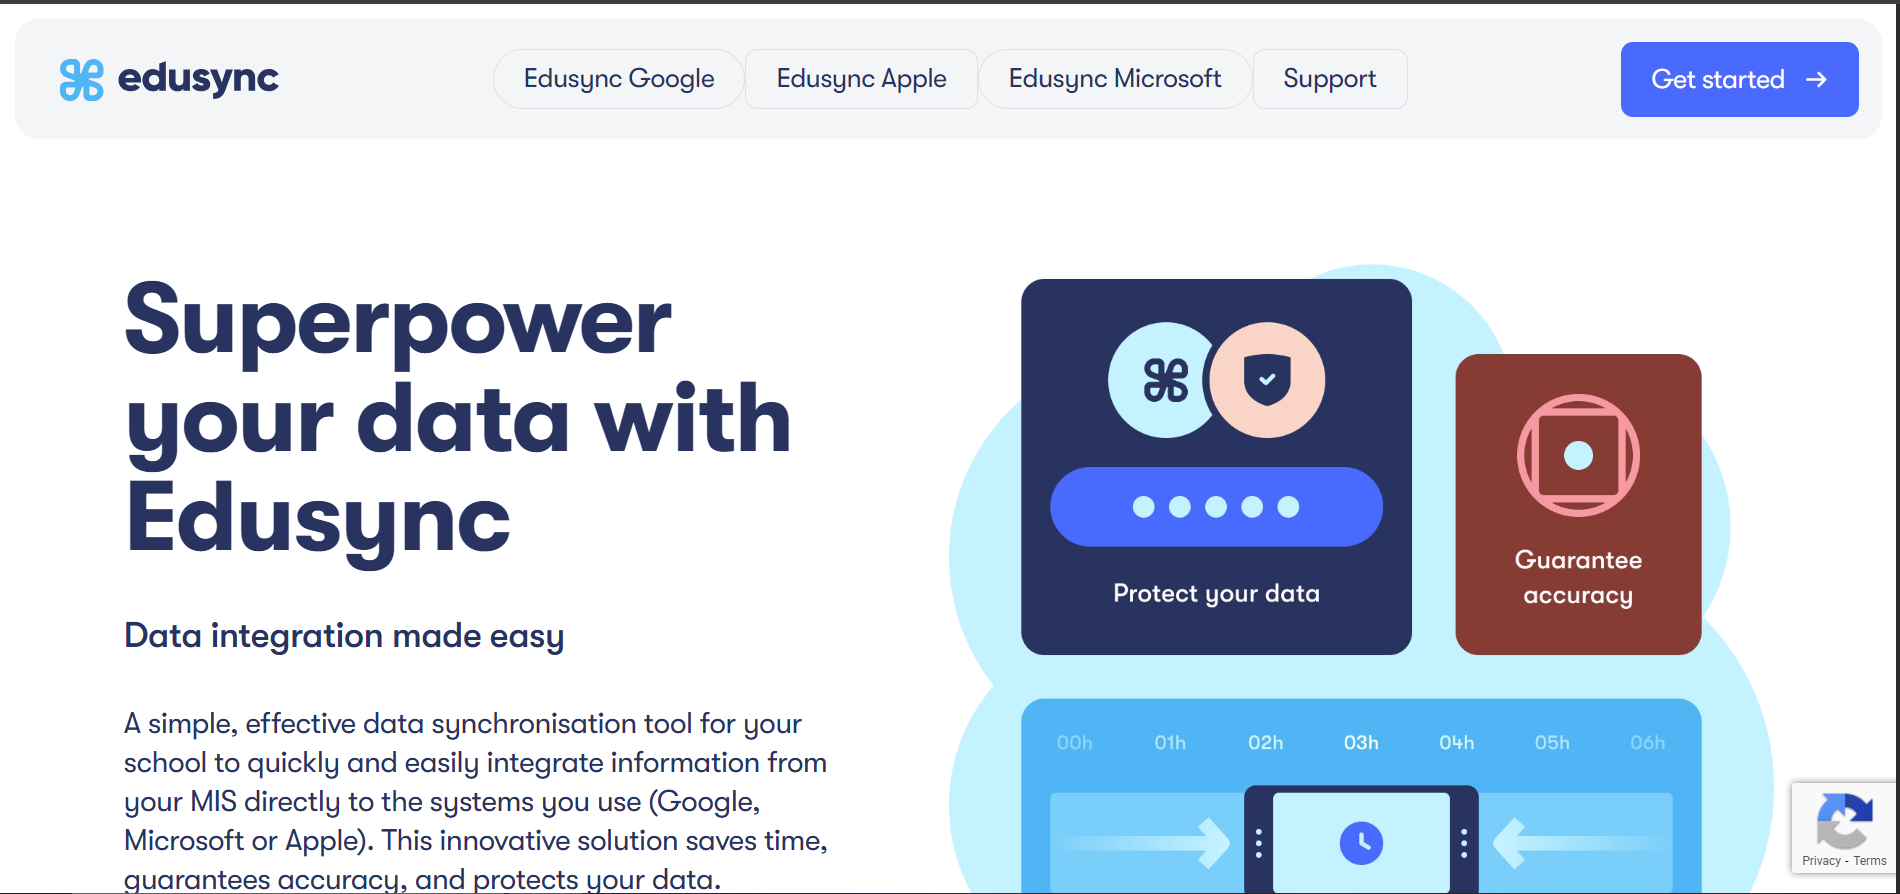 edusync
Edusync Google
Edusync Apple
Edusync Microsoft
Support
Get started
Superpower
your data with
Edusync
Data integration made easy
A simple, effective data synchronisation tool for your
school to quickly and easily integrate information from
your MIS directly to the systems you use (Google,
Microsoft or Apple). This innovative solution saves time,
guarantees accuracy, and protects your data.
Protect your data
Guarantee
accuracy
00h 01h 02h 03h 04h 05h 06h
Privacy - Terms